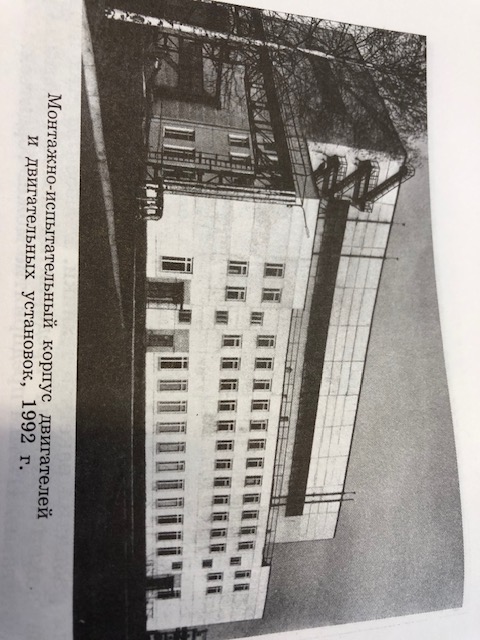 Монтажно-испытательный корпус двигателей
и двигательных установок, 1992 г.